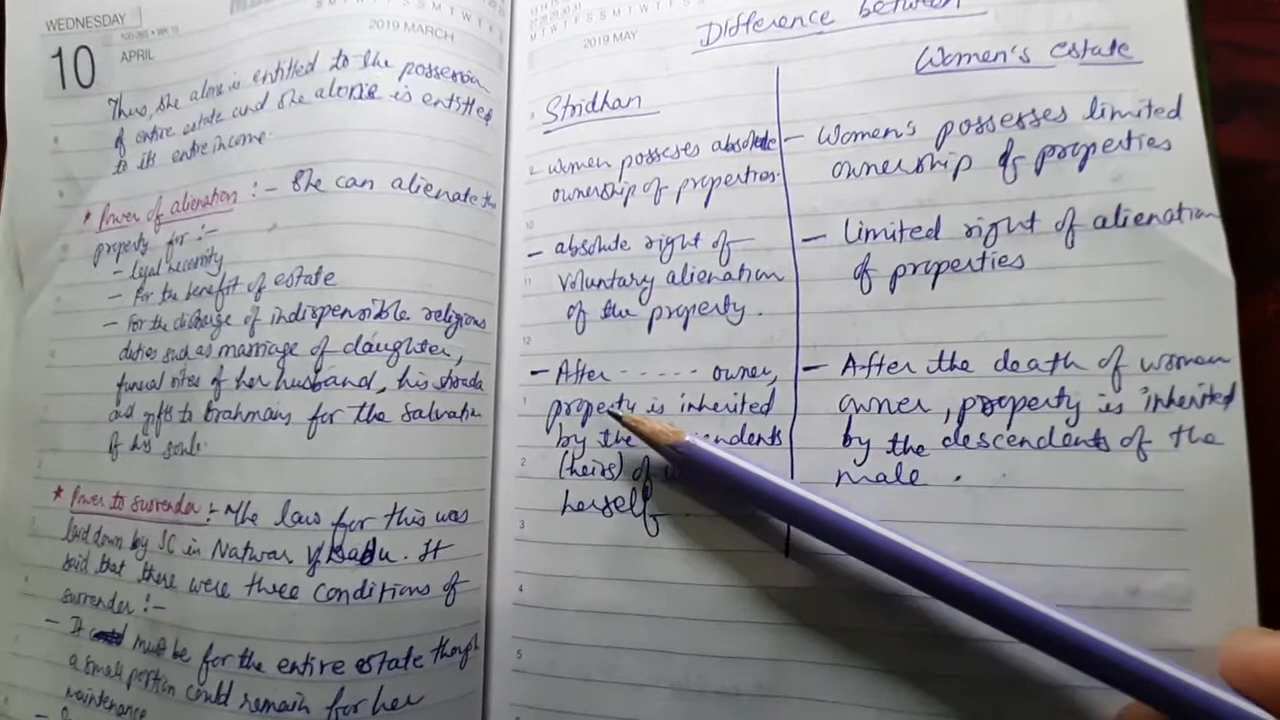 WEDNESDAY
10
APRIL
2019 MARCH
Thus, she alone is entitled to the possession
of entire estate and she alone is entitled
to its entire income.
* Power of alienation :- She can alienate the
property for :-
- legal necessity
- For the benefit of estate
- For the discharge of indispensible religious
duties such as marriage of daughter,
funeral rites of her husband, his shrada
and gifts to brahmans for the salvation
of his soul.
* Power to surrender :- The law for this was
laid down by SC in Natwar v/s Dadu. It
said that there were three conditions of
surrender :-
- It must be for the entire estate though
a small portion could remain for her
maintenance
2019 MAY
Difference between
Stridhan
- women posseses absolute
ownership of properties.
- absolute right of
voluntary alienation
of the property.
- After ----- owner,
property is inherited
by the
(heirs) of
herself
Women's estate
- Women's possesses limited
ownership of properties
- Limited right of alienation
of properties
- After the death of woman
owner, property is inherited
by the descendents of the
male .